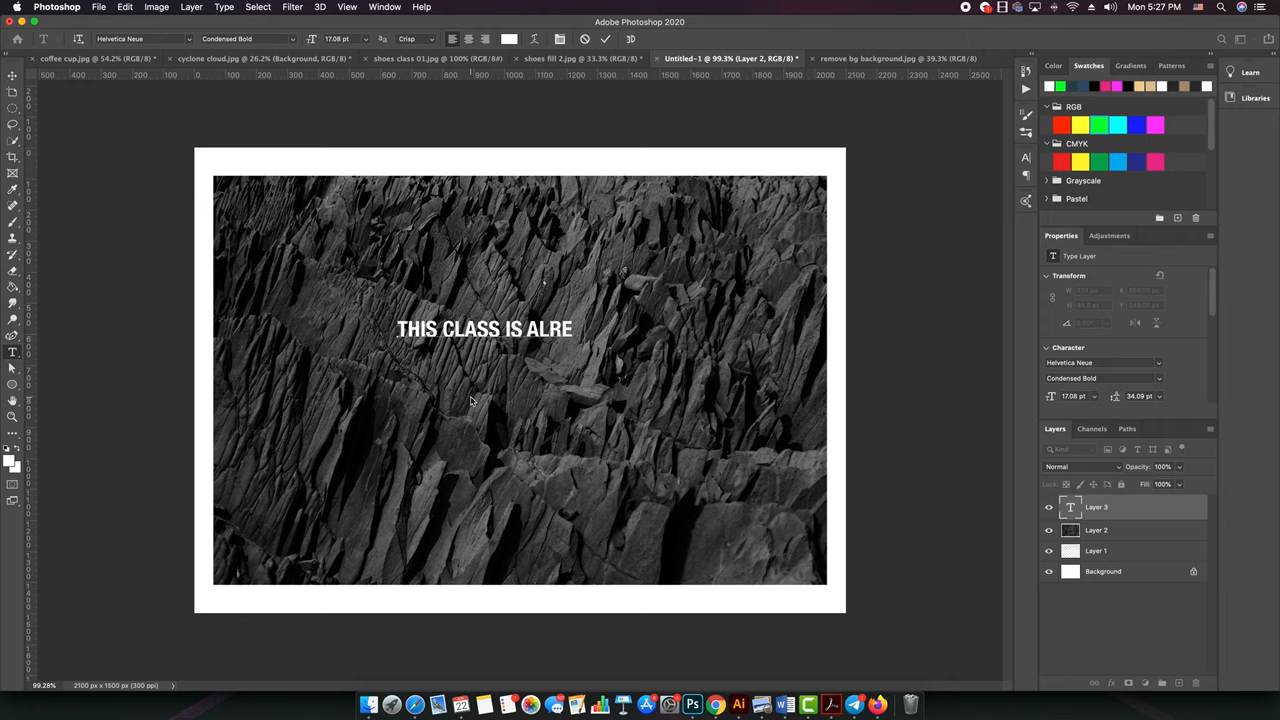 Photoshop File Edit Image Layer Type Select Filter 3D View Window Help Mon 5:27 PM
Adobe Photoshop 2020
Helvetica Neue Condensed Bold 17.08 pt Crisp 3D
coffee cup.jpg @ 54.2% (RGB/8) * cyclone cloud.jpg @ 26.2% (Background, RGB/8) * shoes class 01.jpg @ 100% (RGB/8#) shoes fill 2.jpg @ 33.3% (RGB/8) * Untitled-1 @ 99.3% (Layer 2, RGB/8) * remove bg background.jpg @ 39.3% (RGB/8)
Color Swatches Gradients Patterns
Learn
Libraries
RGB
CMYK
Grayscale
Pastel
Properties Adjustments
Type Layer
Transform
Character
Helvetica Neue
Condensed Bold
17.08 pt 34.09 pt
Layers Channels Paths
Kind
Normal Opacity: 100%
Lock: Fill: 100%
Layer 3
Layer 2
Layer 1
Background
THIS CLASS IS ALRE
99.28% 2100 px x 1500 px (300 ppi)